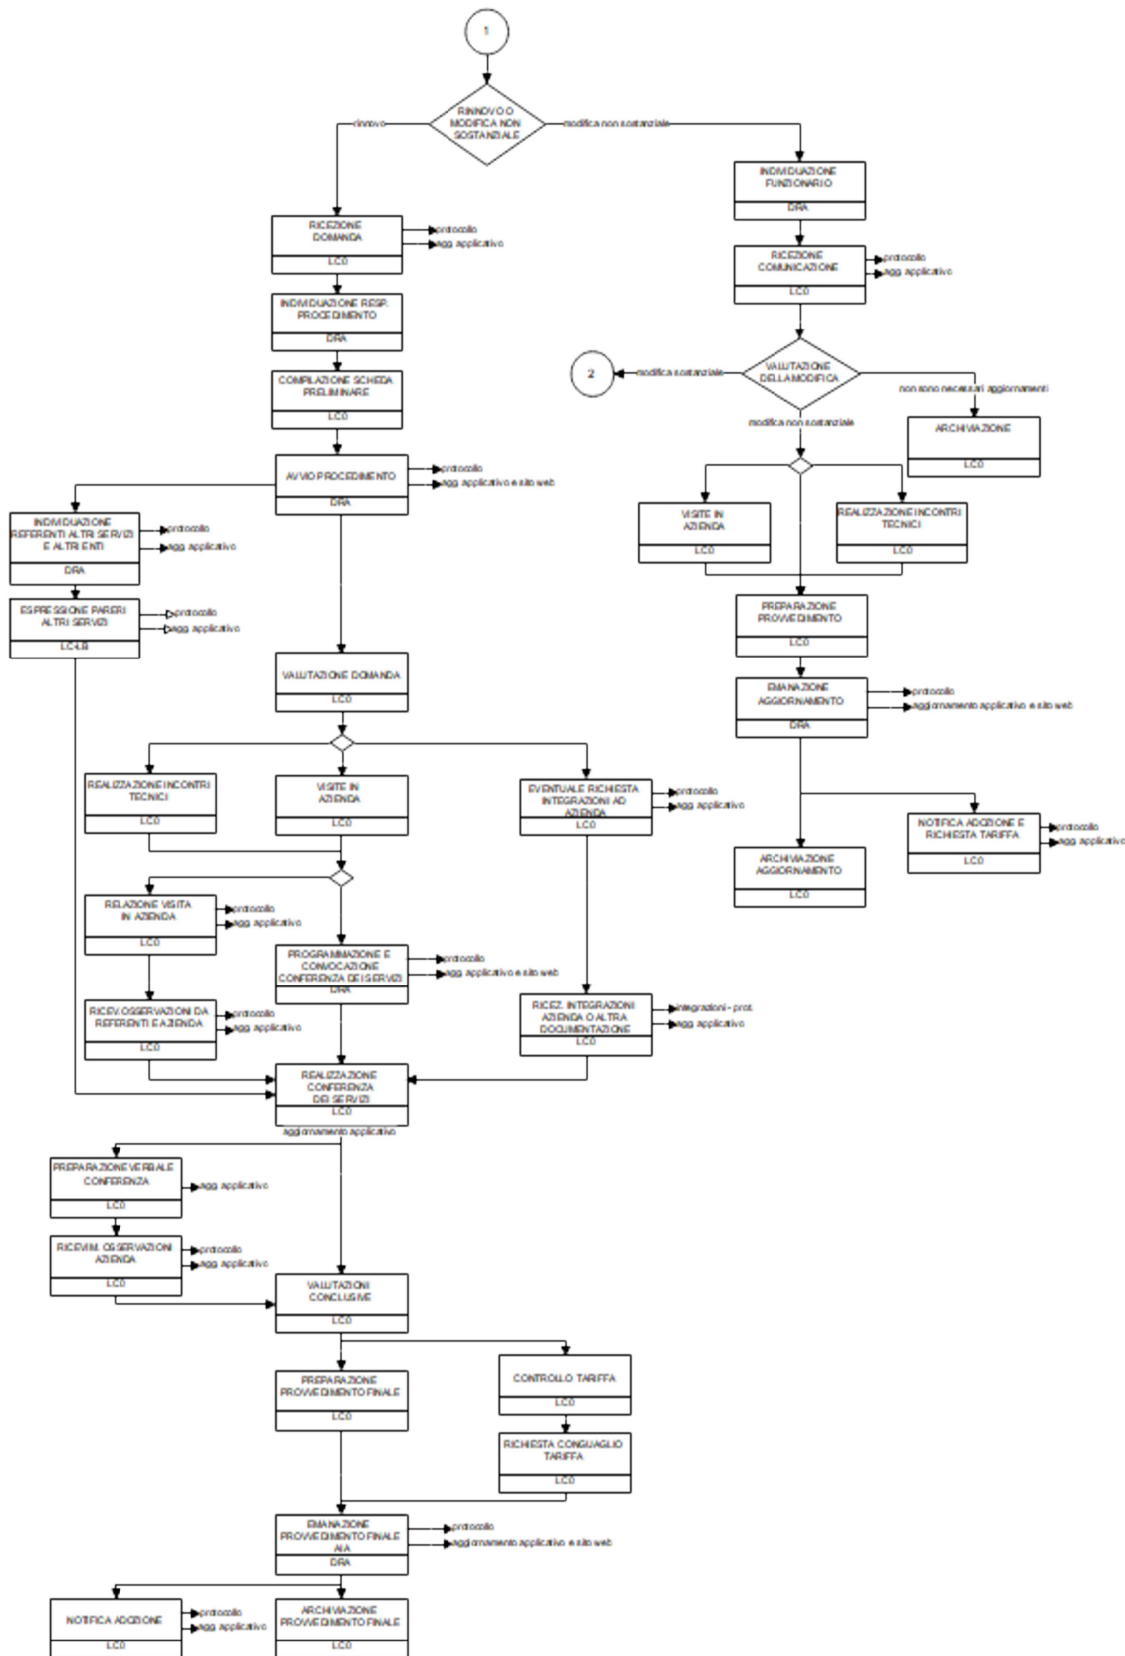 1
RINNOVO O
MODIFICA NON
SOSTANZIALE
rinnovo
modifica non sostanziale
INDIVIDUAZIONE
FUNZIONARIO
DRA
RICEZIONE
DOMANDA
LC0
protocollo
agg. applicativo
RICEZIONE
COMUNICAZIONE
LC0
protocollo
agg. applicativo
INDIVIDUAZIONE RESP.
PROCEDIMENTO
DRA
COMPILAZIONE SCHEDA
PRELIMINARE
LC0
2
modifica sostanziale
VALUTAZIONE
DELLA MODIFICA
non sono necessari aggiornamenti
modifica non sostanziale
ARCHIVIAZIONE
LC0
AVVIO PROCEDIMENTO
DRA
protocollo
agg. applicativo e sito web
INDIVIDUAZIONE
REFERENTI ALTRI SERVIZI
E ALTRI ENTI
DRA
protocollo
agg. applicativo
VISITE IN
AZIENDA
LC0
REALIZZAZIONE INCONTRI
TECNICI
LC0
ESPRESSIONE PARERI
ALTRI SERVIZI
LC4,B
protocollo
agg. applicativo
PREPARAZIONE
PROVVEDIMENTO
LC0
VALUTAZIONE DOMANDA
LC0
EMANAZIONE
AGGIORNAMENTO
DRA
protocollo
aggiornamento applicativo e sito web
REALIZZAZIONE INCONTRI
TECNICI
LC0
VISITE IN
AZIENDA
LC0
EVENTUALE RICHIESTA
INTEGRAZIONI AD
AZIENDA
LC0
protocollo
agg. applicativo
NOTIFICA ADOZIONE E
RICHIESTA TARIFFA
LC0
protocollo
agg. applicativo
ARCHIVIAZIONE
AGGIORNAMENTO
LC0
RELAZIONE VISITA
IN AZIENDA
LC0
protocollo
agg. applicativo
PROGRAMMAZIONE E
CONVOCAZIONE
CONFERENZA DEI SERVIZI
DRA
protocollo
agg. applicativo e sito web
RICEV.OSSERVAZIONI DA
REFERENTI E AZIENDA
LC0
protocollo
agg. applicativo
RICEZ. INTEGRAZIONI
AZIENDA O ALTRA
DOCUMENTAZIONE
LC0
integrazioni - prot.
agg. applicativo
REALIZZAZIONE
CONFERENZA
DEI SERVIZI
LC0
aggiornamento applicativo
PREPARAZIONE VERBALE
CONFERENZA
LC0
agg. applicativo
RICEVIM. OSSERVAZIONI
AZIENDA
LC0
protocollo
agg. applicativo
VALUTAZIONI
CONCLUSIVE
LC0
PREPARAZIONE
PROVVEDIMENTO FINALE
LC0
CONTROLLO TARIFFA
LC0
RICHIESTA CONGUAGLIO
TARIFFA
LC0
EMANAZIONE
PROVVEDIMENTO FINALE
AIA
DRA
protocollo
aggiornamento applicativo e sito web
NOTIFICA ADOZIONE
LC0
protocollo
agg. applicativo
ARCHIVIAZIONE
PROVVEDIMENTO FINALE
LC0